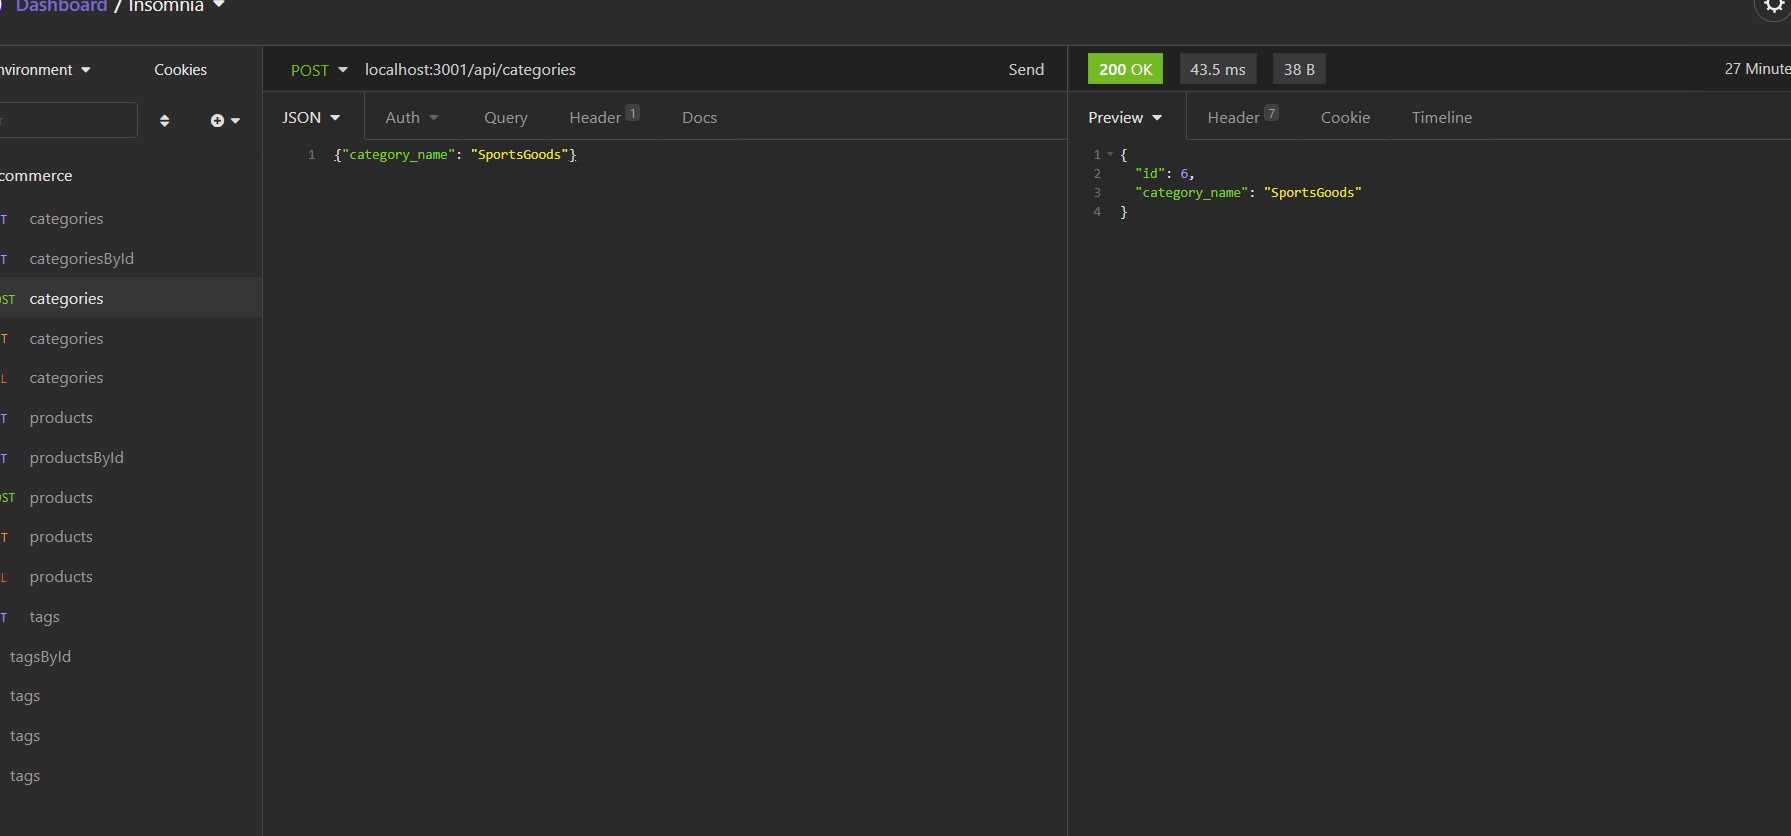 Dashboard / Insomnia
nvironment Cookies
POST localhost:3001/api/categories Send
200 OK 43.5 ms 38 B 27 Minute
JSON Auth Query Header 1 Docs
Preview Header 7 Cookie Timeline
r
commerce
T categories
T categoriesById
OST categories
T categories
L categories
T products
T productsById
OST products
T products
L products
T tags
tagsById
tags
tags
tags
1 {"category_name": "SportsGoods"}
1 {
2 "id": 6,
3 "category_name": "SportsGoods"
4 }